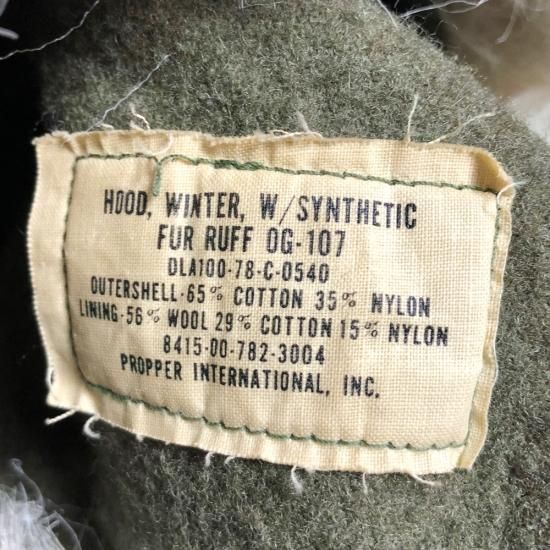 HOOD, WINTER, W/SYNTHETIC
FUR RUFF OG-107
DLA100-78-C-0540
OUTERSHELL-65% COTTON 35% NYLON
LINING-56% WOOL 29% COTTON 15% NYLON
8415-00-782-3004
PROPPER INTERNATIONAL, INC.